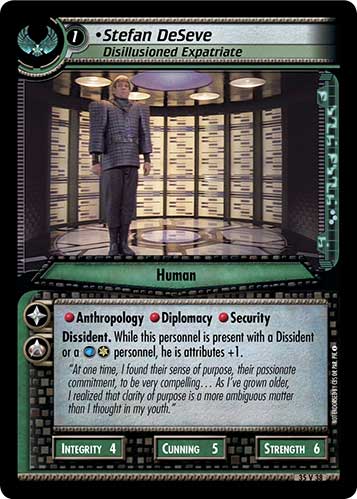 1 •Stefan DeSeve
Disillusioned Expatriate
Human
Anthropology Diplomacy Security
Dissident. While this personnel is present with a Dissident
or a personnel, he is attributes +1.
"At one time, I found their sense of purpose, their passionate
commitment, to be very compelling... As I've grown older,
I realized that clarity of purpose is a more ambiguous matter
than I thought in my youth."
INTEGRITY 4 CUNNING 5 STRENGTH 6
35 V 38